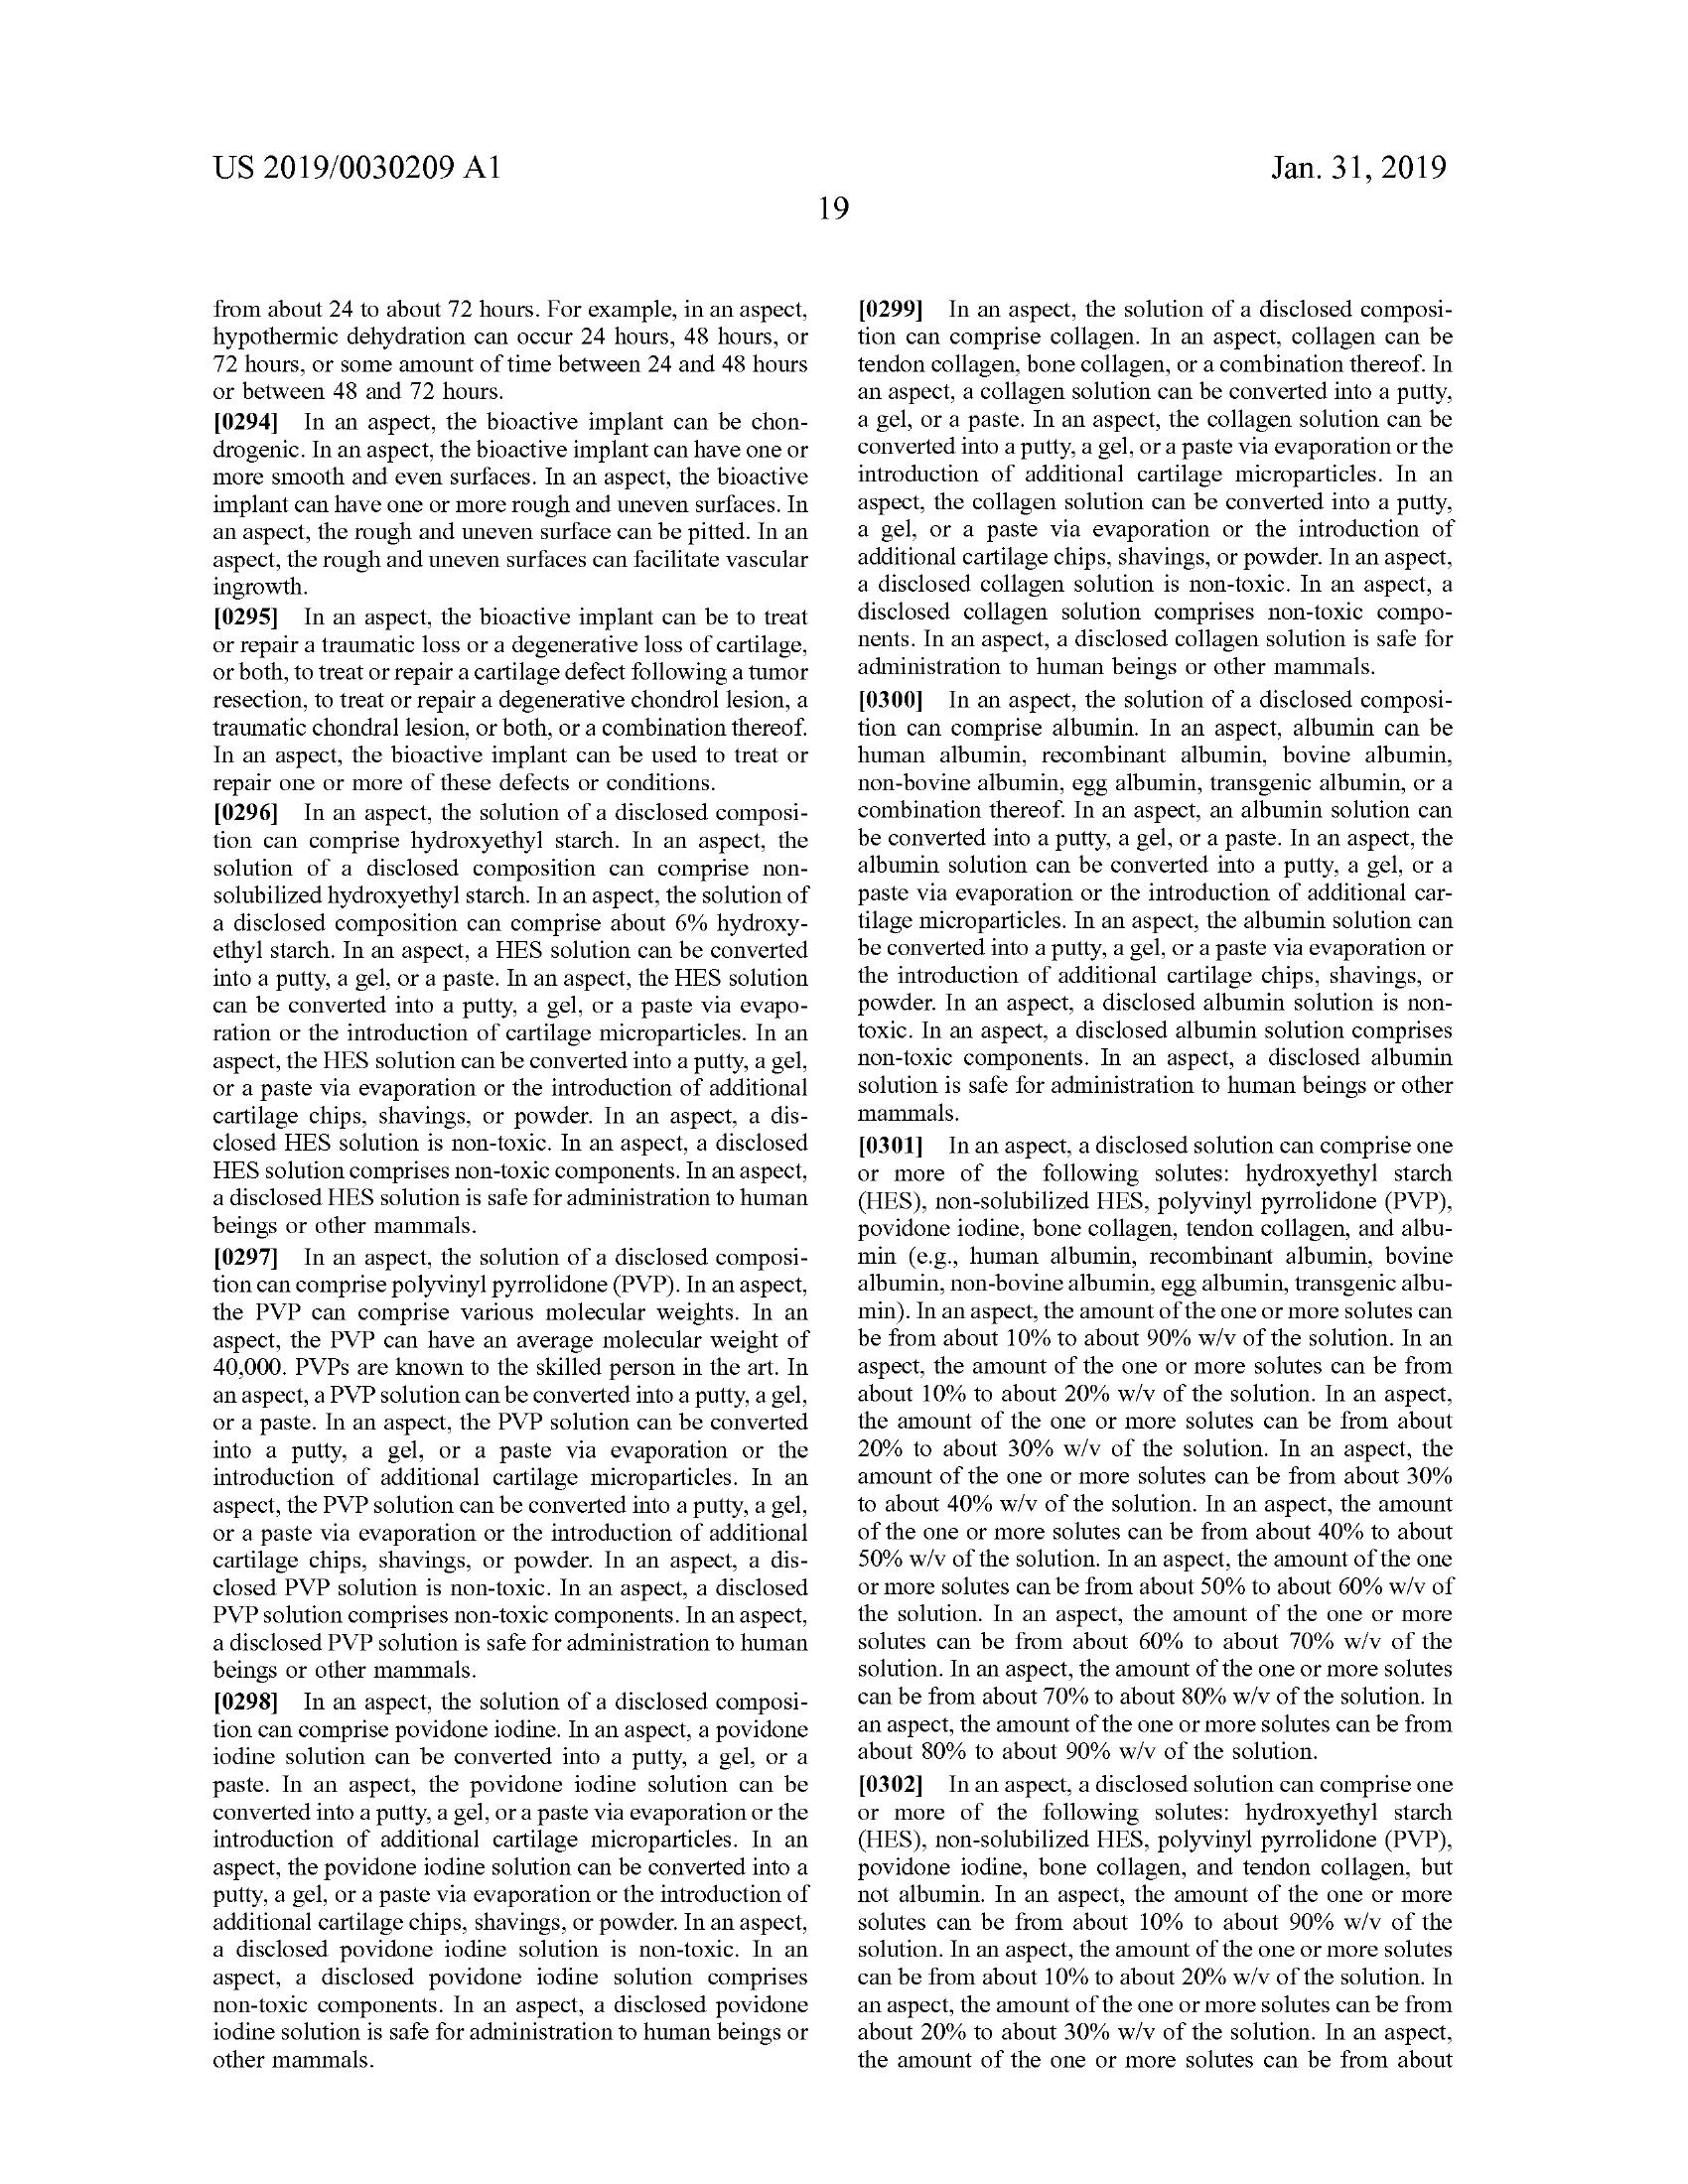 US 2019/0030209 A1
Jan. 31, 2019
19
from about 24 to about 72 hours. For example, in an aspect,
hypothermic dehydration can occur 24 hours, 48 hours, or
72 hours, or some amount of time between 24 and 48 hours
or between 48 and 72 hours.
[0294] In an aspect, the bioactive implant can be chon-
drogenic. In an aspect, the bioactive implant can have one or
more smooth and even surfaces. In an aspect, the bioactive
implant can have one or more rough and uneven surfaces. In
an aspect, the rough and uneven surface can be pitted. In an
aspect, the rough and uneven surfaces can facilitate vascular
ingrowth.
[0295] In an aspect, the bioactive implant can be to treat
or repair a traumatic loss or a degenerative loss of cartilage,
or both, to treat or repair a cartilage defect following a tumor
resection, to treat or repair a degenerative chondrol lesion, a
traumatic chondral lesion, or both, or a combination thereof.
In an aspect, the bioactive implant can be used to treat or
repair one or more of these defects or conditions.
[0296] In an aspect, the solution of a disclosed composi-
tion can comprise hydroxyethyl starch. In an aspect, the
solution of a disclosed composition can comprise non-
solubilized hydroxyethyl starch. In an aspect, the solution of
a disclosed composition can comprise about 6% hydroxy-
ethyl starch. In an aspect, a HES solution can be converted
into a putty, a gel, or a paste. In an aspect, the HES solution
can be converted into a putty, a gel, or a paste via evapo-
ration or the introduction of cartilage microparticles. In an
aspect, the HES solution can be converted into a putty, a gel,
or a paste via evaporation or the introduction of additional
cartilage chips, shavings, or powder. In an aspect, a dis-
closed HES solution is non-toxic. In an aspect, a disclosed
HES solution comprises non-toxic components. In an aspect,
a disclosed HES solution is safe for administration to human
beings or other mammals.
[0297] In an aspect, the solution of a disclosed composi-
tion can comprise polyvinyl pyrrolidone (PVP). In an aspect,
the PVP can comprise various molecular weights. In an
aspect, the PVP can have an average molecular weight of
40,000. PVPs are known to the skilled person in the art. In
an aspect, a PVP solution can be converted into a putty, a gel,
or a paste. In an aspect, the PVP solution can be converted
into a putty, a gel, or a paste via evaporation or the
introduction of additional cartilage microparticles. In an
aspect, the PVP solution can be converted into a putty, a gel,
or a paste via evaporation or the introduction of additional
cartilage chips, shavings, or powder. In an aspect, a dis-
closed PVP solution is non-toxic. In an aspect, a disclosed
PVP solution comprises non-toxic components. In an aspect,
a disclosed PVP solution is safe for administration to human
beings or other mammals.
[0298] In an aspect, the solution of a disclosed composi-
tion can comprise povidone iodine. In an aspect, a povidone
iodine solution can be converted into a putty, a gel, or a
paste. In an aspect, the povidone iodine solution can be
converted into a putty, a gel, or a paste via evaporation or the
introduction of additional cartilage microparticles. In an
aspect, the povidone iodine solution can be converted into a
putty, a gel, or a paste via evaporation or the introduction of
additional cartilage chips, shavings, or powder. In an aspect,
a disclosed povidone iodine solution is non-toxic. In an
aspect, a disclosed povidone iodine solution comprises
non-toxic components. In an aspect, a disclosed povidone
iodine solution is safe for administration to human beings or
other mammals.
[0299] In an aspect, the solution of a disclosed composi-
tion can comprise collagen. In an aspect, collagen can be
tendon collagen, bone collagen, or a combination thereof. In
an aspect, a collagen solution can be converted into a putty,
a gel, or a paste. In an aspect, the collagen solution can be
converted into a putty, a gel, or a paste via evaporation or the
introduction of additional cartilage microparticles. In an
aspect, the collagen solution can be converted into a putty,
a gel, or a paste via evaporation or the introduction of
additional cartilage chips, shavings, or powder. In an aspect,
a disclosed collagen solution is non-toxic. In an aspect, a
disclosed collagen solution comprises non-toxic compo-
nents. In an aspect, a disclosed collagen solution is safe for
administration to human beings or other mammals.
[0300] In an aspect, the solution of a disclosed composi-
tion can comprise albumin. In an aspect, albumin can be
human albumin, recombinant albumin, bovine albumin,
non-bovine albumin, egg albumin, transgenic albumin, or a
combination thereof. In an aspect, an albumin solution can
be converted into a putty, a gel, or a paste. In an aspect, the
albumin solution can be converted into a putty, a gel, or a
paste via evaporation or the introduction of additional car-
tilage microparticles. In an aspect, the albumin solution can
be converted into a putty, a gel, or a paste via evaporation or
the introduction of additional cartilage chips, shavings, or
powder. In an aspect, a disclosed albumin solution is non-
toxic. In an aspect, a disclosed albumin solution comprises
non-toxic components. In an aspect, a disclosed albumin
solution is safe for administration to human beings or other
mammals.
[0301] In an aspect, a disclosed solution can comprise one
or more of the following solutes: hydroxyethyl starch
(HES), non-solubilized HES, polyvinyl pyrrolidone (PVP),
povidone iodine, bone collagen, tendon collagen, and albu-
min (e.g., human albumin, recombinant albumin, bovine
albumin, non-bovine albumin, egg albumin, transgenic albu-
min). In an aspect, the amount of the one or more solutes can
be from about 10% to about 90% w/v of the solution. In an
aspect, the amount of the one or more solutes can be from
about 10% to about 20% w/v of the solution. In an aspect,
the amount of the one or more solutes can be from about
20% to about 30% w/v of the solution. In an aspect, the
amount of the one or more solutes can be from about 30%
to about 40% w/v of the solution. In an aspect, the amount
of the one or more solutes can be from about 40% to about
50% w/v of the solution. In an aspect, the amount of the one
or more solutes can be from about 50% to about 60% w/v of
the solution. In an aspect, the amount of the one or more
solutes can be from about 60% to about 70% w/v of the
solution. In an aspect, the amount of the one or more solutes
can be from about 70% to about 80% w/v of the solution. In
an aspect, the amount of the one or more solutes can be from
about 80% to about 90% w/v of the solution.
[0302] In an aspect, a disclosed solution can comprise one
or more of the following solutes: hydroxyethyl starch
(HES), non-solubilized HES, polyvinyl pyrrolidone (PVP),
povidone iodine, bone collagen, and tendon collagen, but
not albumin. In an aspect, the amount of the one or more
solutes can be from about 10% to about 90% w/v of the
solution. In an aspect, the amount of the one or more solutes
can be from about 10% to about 20% w/v of the solution. In
an aspect, the amount of the one or more solutes can be from
about 20% to about 30% w/v of the solution. In an aspect,
the amount of the one or more solutes can be from about